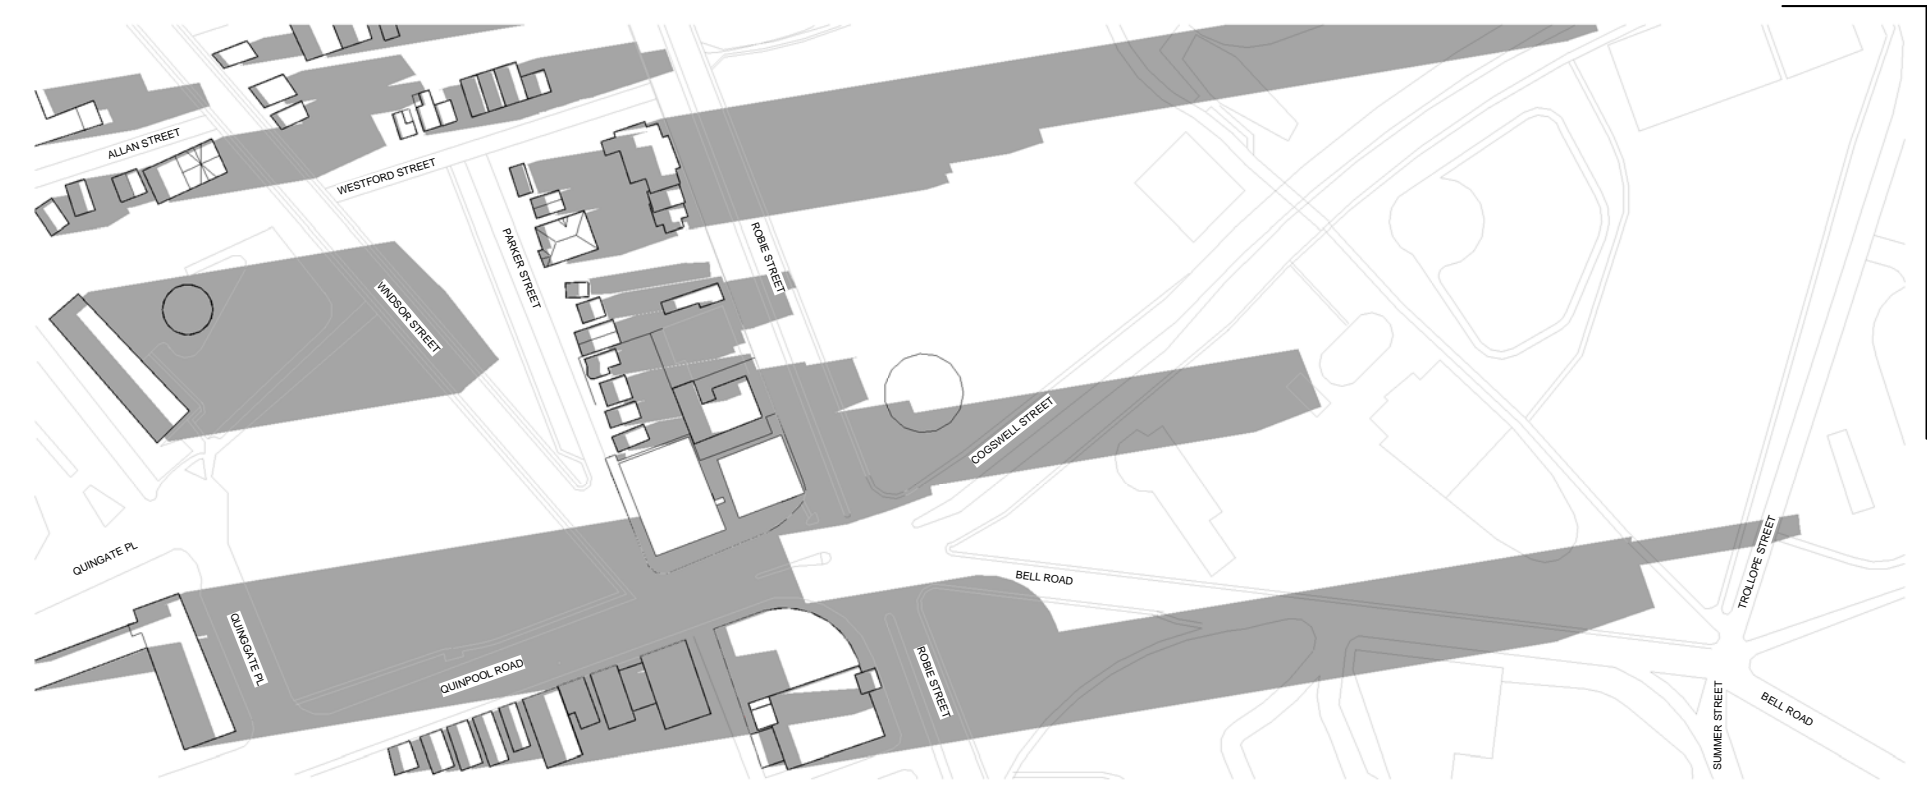 ALLAN STREET
WESTFORD STREET
PARKER STREET
ROBIE STREET
WNDSOR STREET
COGSWELL STREET
QUINGATE PL
BELL ROAD
TROLLOPE STREET
QUINGGATE PL
QUINPOOL ROAD
ROBIE STREET
SUMMER STREET
BELL ROAD